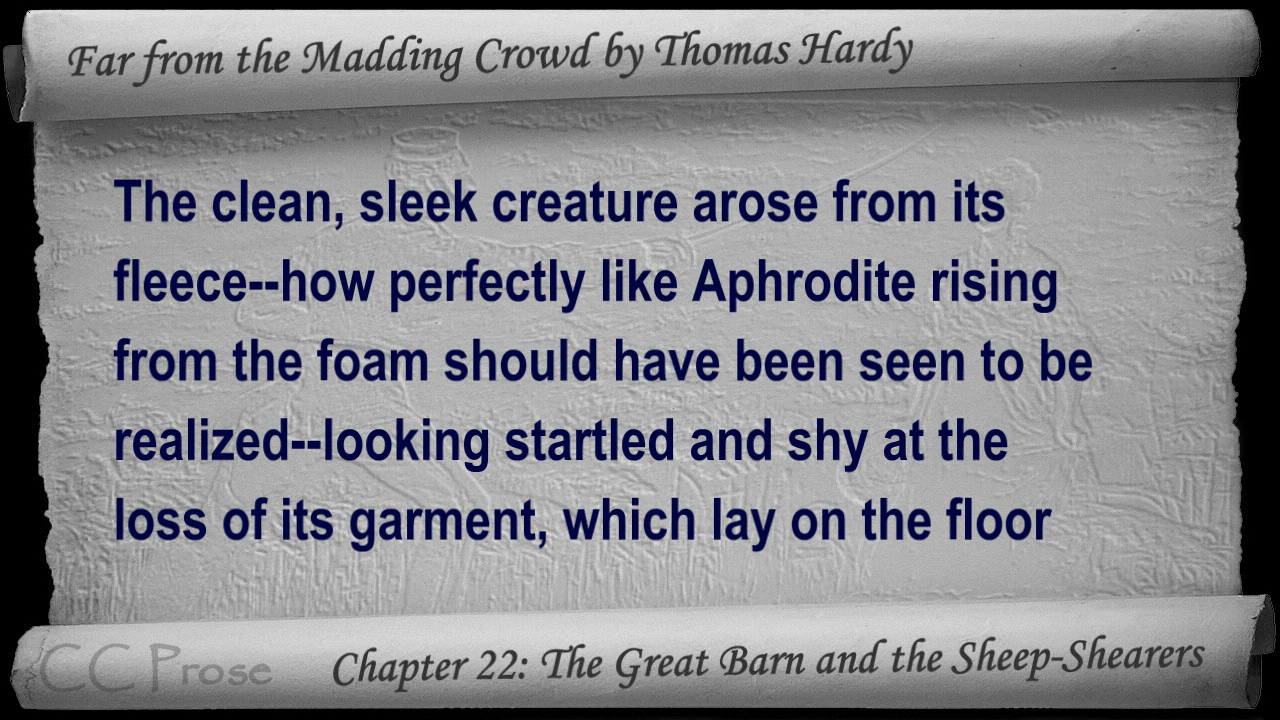 Far from the Madding Crowd by Thomas Hardy
The clean, sleek creature arose from its
fleece--how perfectly like Aphrodite rising
from the foam should have been seen to be
realized--looking startled and shy at the
loss of its garment, which lay on the floor
CC Prose
Chapter 22: The Great Barn and the Sheep-Shearers